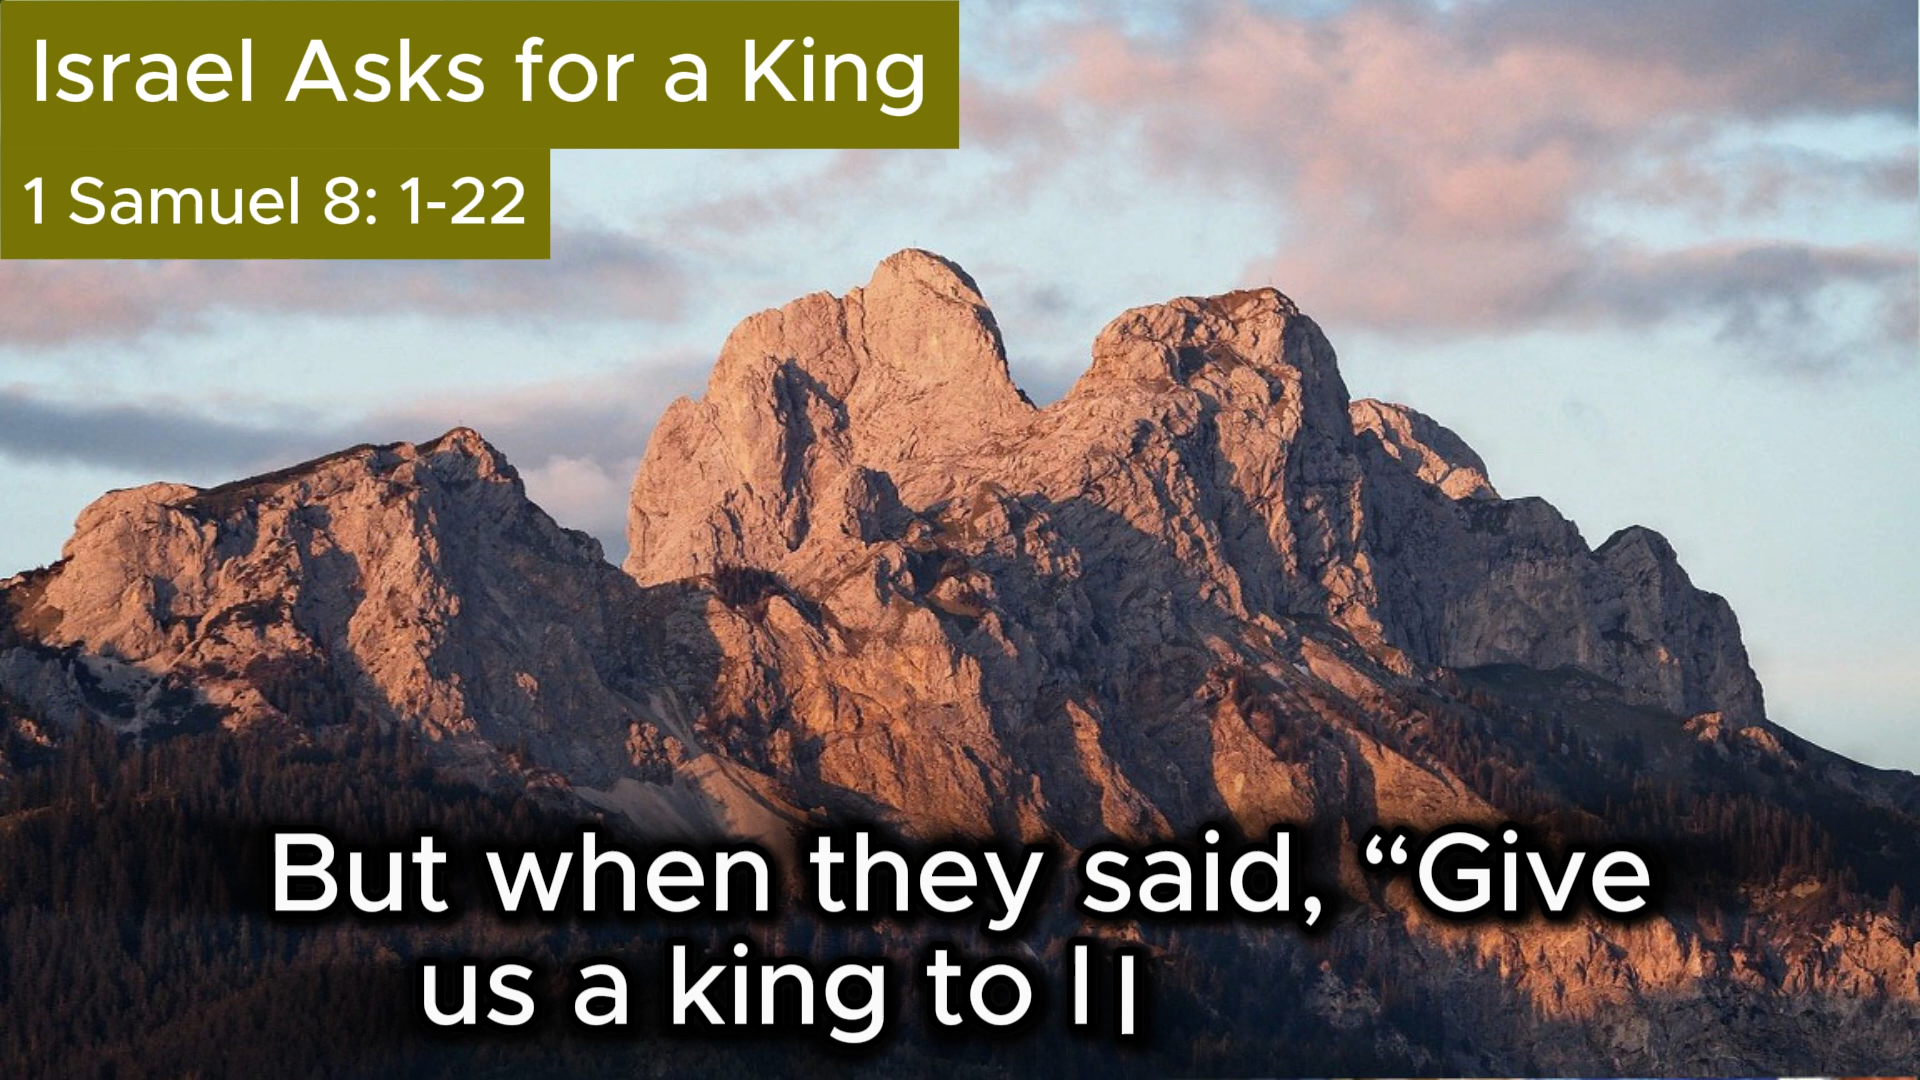 Israel Asks for a King
1 Samuel 8: 1-22
But when they said, “Give
us a king to l